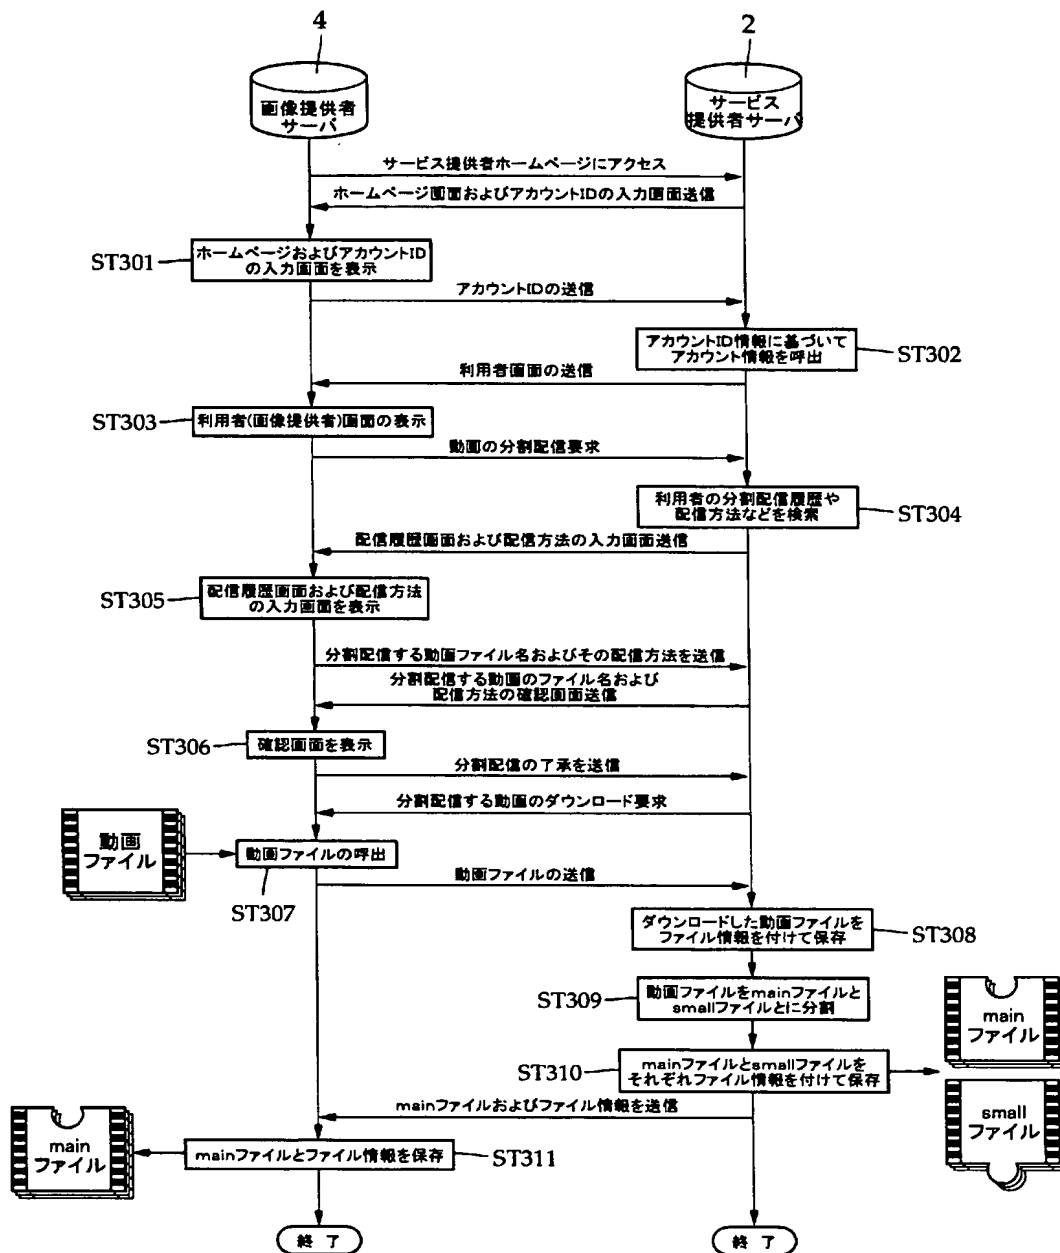 4
2
画像提供者
サーバ
サービス
提供者サーバ
サービス提供者ホームページにアクセス
ホームページ画面およびアカウントIDの入力画面送信
ST301
ホームページおよびアカウントID
の入力画面を表示
アカウントIDの送信
アカウントID情報に基づいて
アカウント情報を呼出
ST302
利用者画面の送信
ST303
利用者(画像提供者)画面の表示
動画の分割配信要求
利用者の分割配信履歴や
配信方法などを検索
ST304
配信履歴画面および配信方法の入力画面送信
ST305
配信履歴画面および配信方法
の入力画面を表示
分割配信する動画ファイル名およびその配信方法を送信
分割配信する動画のファイル名および
配信方法の確認画面送信
ST306
確認画面を表示
分割配信の了承を送信
分割配信する動画のダウンロード要求
動画
ファイル
動画ファイルの呼出
ST307
動画ファイルの送信
ダウンロードした動画ファイルを
ファイル情報を付けて保存
ST308
ST309
動画ファイルをmainファイルと
smallファイルとに分割
main
ファイル
ST310
mainファイルとsmallファイルを
それぞれファイル情報を付けて保存
small
ファイル
mainファイルおよびファイル情報を送信
main
ファイル
mainファイルとファイル情報を保存
ST311
終了
終了